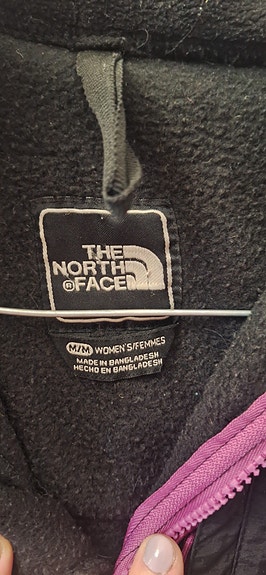 THE
NORTH
FACE
®
M/M WOMEN'S/FEMMES
MADE IN BANGLADESH
HECHO EN BANGLADESH